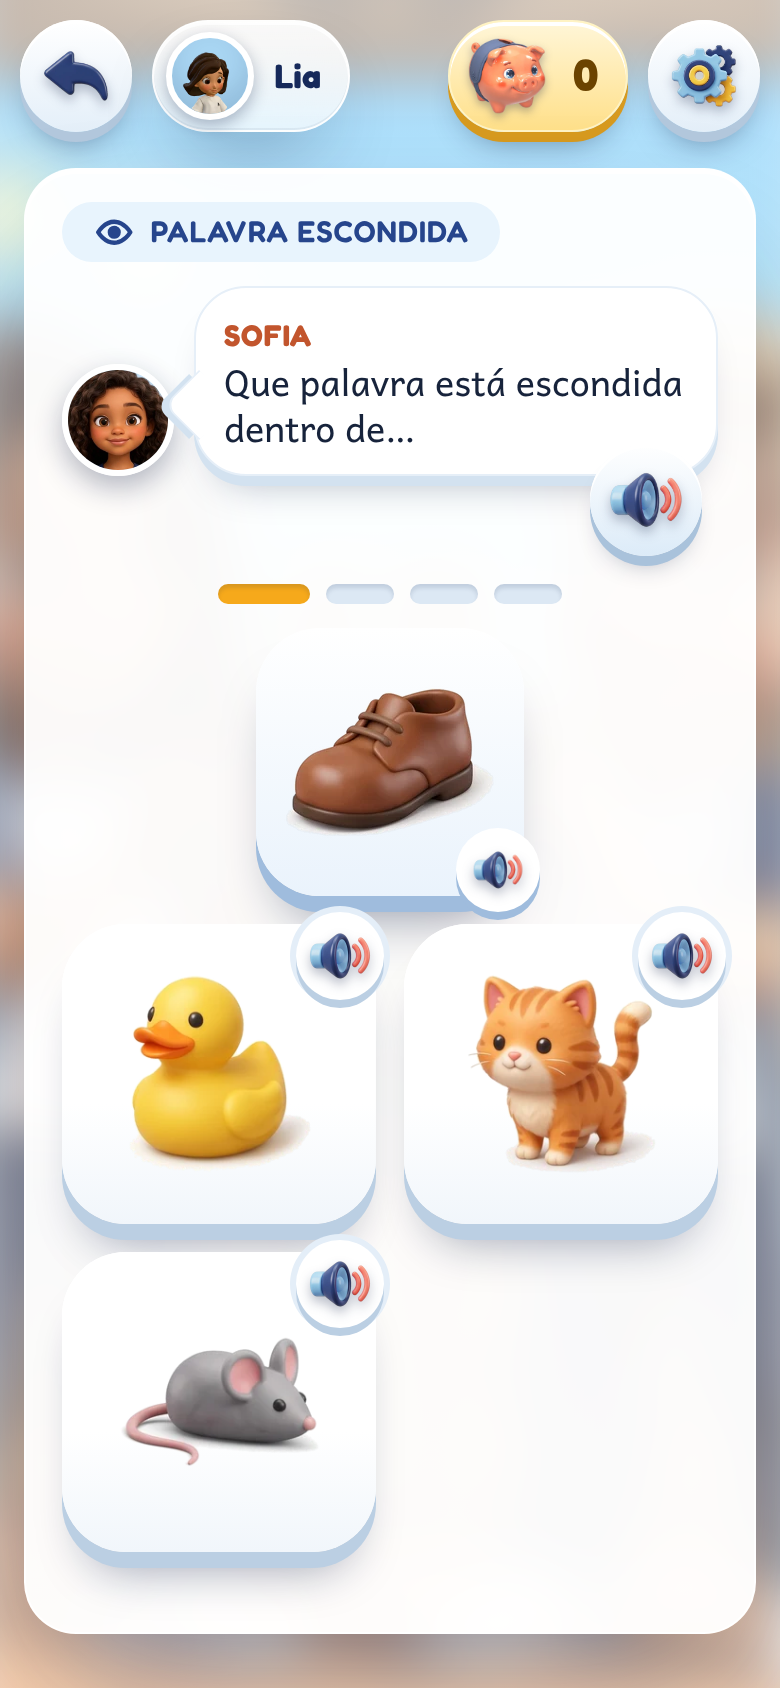 Lia
0
PALAVRA ESCONDIDA
SOFIA
Que palavra está escondida
dentro de...